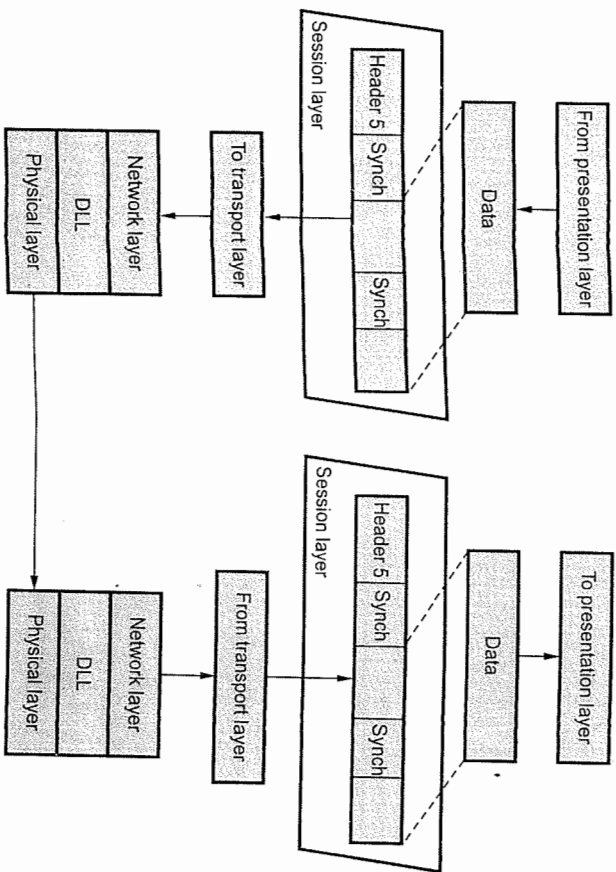 From presentation layer
Data
Header 5 Synch Synch
Session layer
To transport layer
Network layer
DLL
Physical layer
To presentation layer
Data
Header 5 Synch Synch
Session layer
From transport layer
Network layer
DLL
Physical layer